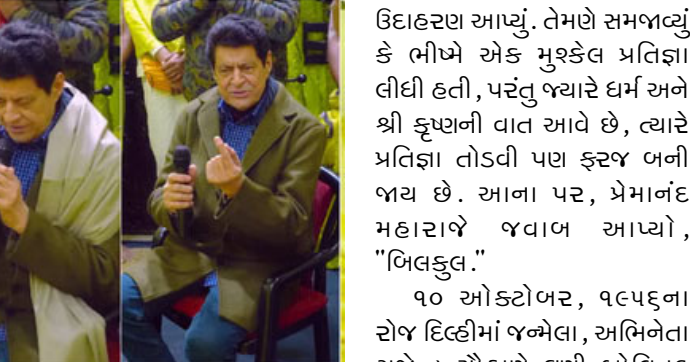 ઉદાહરણ આપ્યું. તેમણે સમજાવ્યું
કે ભીષ્મે એક મુશ્કેલ પ્રતિજ્ઞા
લીધી હતી, પરંતુ જ્યારે ધર્મ અને
શ્રી કૃષ્ણની વાત આવે છે, ત્યારે
પ્રતિજ્ઞા તોડવી પણ ફરજ બની
જાય છે. આના પર, પ્રેમાનંદ
મહારાજે જવાબ આપ્યો,
"બિલકુલ."
૧૦ ઓક્ટોબર, ૧૯૫૬ના
રોજ દિલ્હીમાં જન્મેલા, અભિનેતા